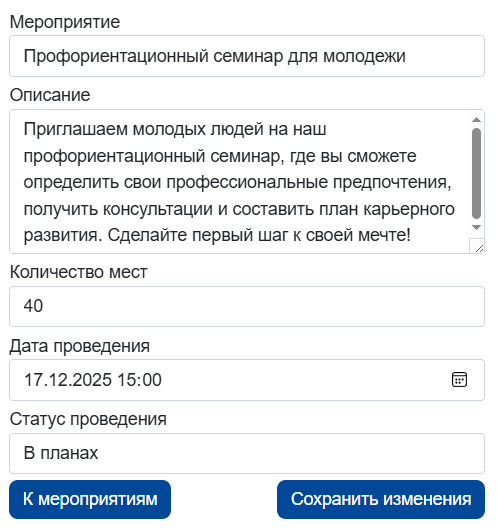 Мероприятие
Профориентационный семинар для молодежи
Описание
Приглашаем молодых людей на наш
профориентационный семинар, где вы сможете
определить свои профессиональные предпочтения,
получить консультации и составить план карьерного
развития. Сделайте первый шаг к своей мечте!
Количество мест
40
Дата проведения
17.12.2025 15:00
Статус проведения
В планах
К мероприятиям
Сохранить изменения